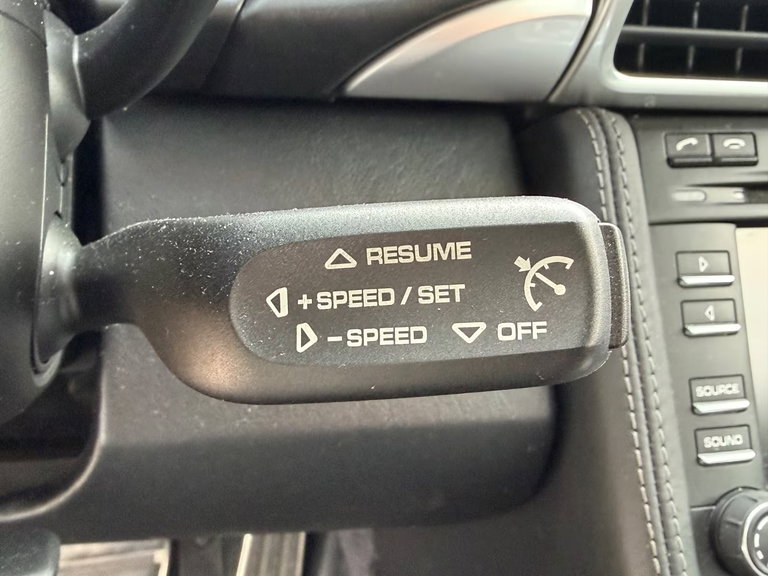 RESUME
+SPEED / SET
-SPEED OFF
SOURCE
SOUND